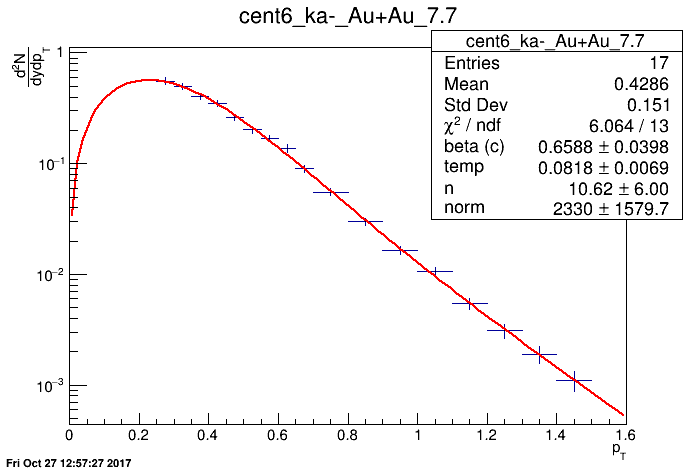 cent6_ka-_Au+Au_7.7
cent6_ka-_Au+Au_7.7
Entries 17
Mean 0.4286
Std Dev 0.151
χ² / ndf 6.064 / 13
beta (c) 0.6588 ± 0.0398
temp 0.0818 ± 0.0069
n 10.62 ± 6.00
norm 2330 ± 1579.7
d²N
dydp_T
1
10⁻¹
10⁻²
10⁻³
0 0.2 0.4 0.6 0.8 1 1.2 1.4 1.6
p_T
Fri Oct 27 12:57:27 2017